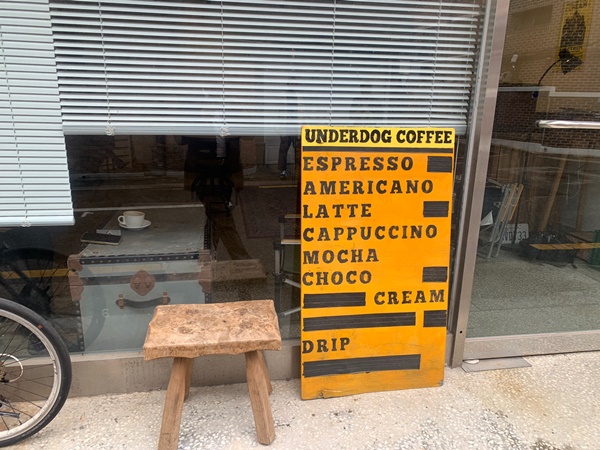 UNDERDOG COFFEE
ESPRESSO
AMERICANO
LATTE
CAPPUCCINO
MOCHA
CHOCO
CREAM
DRIP